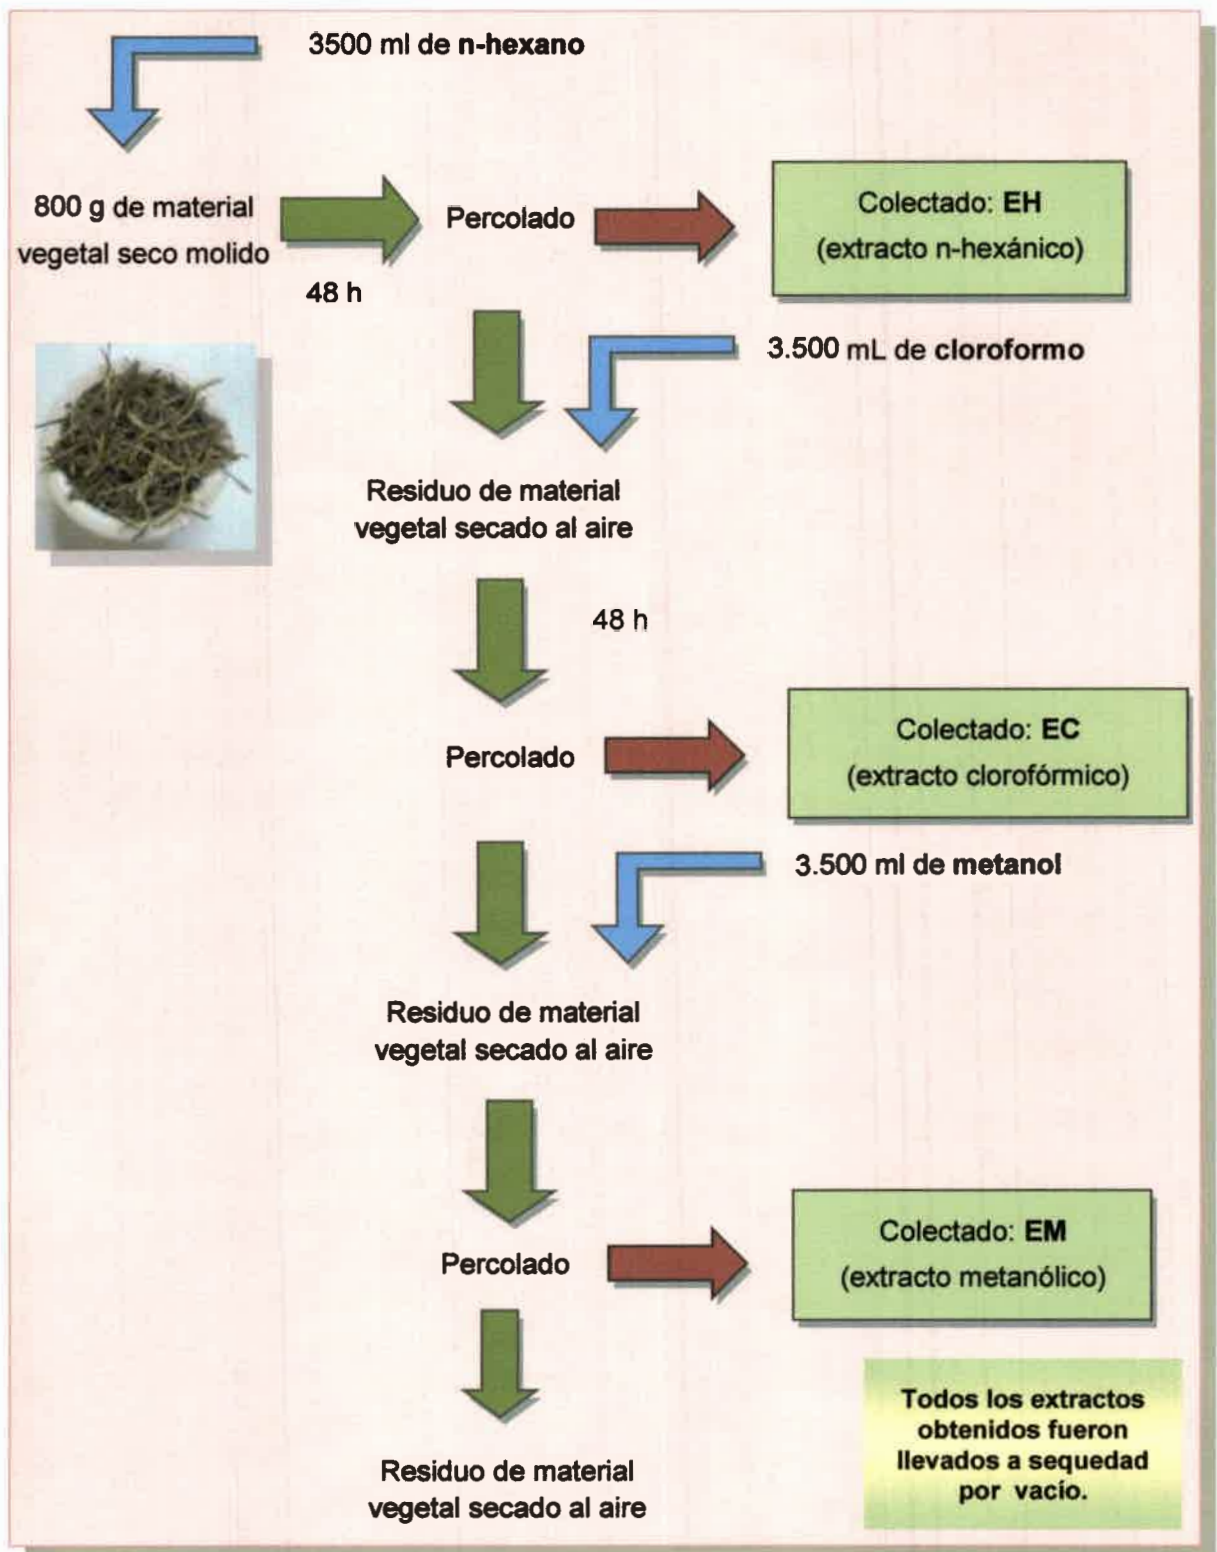 3500 ml de n-hexano
800 g de material
vegetal seco molido
48 h
Percolado
Colectado: EH
(extracto n-hexánico)
3.500 mL de cloroformo
Residuo de material
vegetal secado al aire
48 h
Percolado
Colectado: EC
(extracto clorofórmico)
3.500 ml de metanol
Residuo de material
vegetal secado al aire
Percolado
Colectado: EM
(extracto metanólico)
Todos los extractos
obtenidos fueron
llevados a sequedad
por vacío.
Residuo de material
vegetal secado al aire